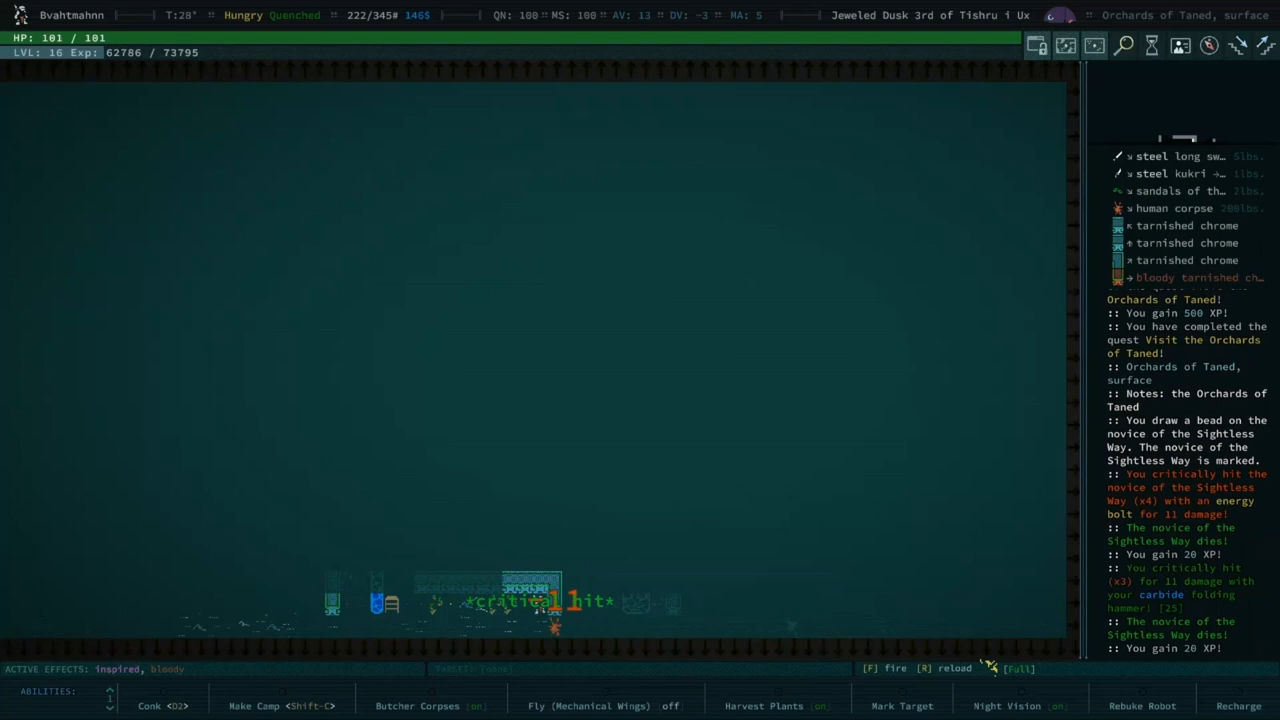 Bvahtmahnn T:28° Hungry Quenched :: 222/345# 146$ QN: 100 :: MS: 100 :: AV: 13 :: DV: -3 :: MA: 5 Jeweled Dusk 3rd of Tishru i Ux :: Orchards of Taned, surface
HP: 101 / 101
LVL: 16 Exp: 62786 / 73795
steel long sw… 5lbs.
steel kukri →… 1lbs.
sandals of th… 2lbs.
human corpse 200lbs.
tarnished chrome
tarnished chrome
tarnished chrome
bloody tarnished ch…
Orchards of Taned!
:: You gain 500 XP!
:: You have completed the
quest Visit the Orchards
of Taned!
:: Orchards of Taned,
surface
:: Notes: the Orchards of
Taned
:: You draw a bead on the
novice of the Sightless
Way. The novice of the
Sightless Way is marked.
:: You critically hit the
novice of the Sightless
Way (x4) with an energy
bolt for 11 damage!
:: The novice of the
Sightless Way dies!
:: You gain 20 XP!
:: You critically hit
(x3) for 11 damage with
your carbide folding
hammer! [25]
:: The novice of the
Sightless Way dies!
:: You gain 20 XP!
*critical hit*
-11
ACTIVE EFFECTS: inspired, bloody
TARGET: [none]
[F] fire [R] reload [Full]
ABILITIES: 1 Conk <02> Make Camp <Shift-C> Butcher Corpses [on] Fly (Mechanical Wings) [off] Harvest Plants [on] Mark Target Night Vision [on] Rebuke Robot Recharge